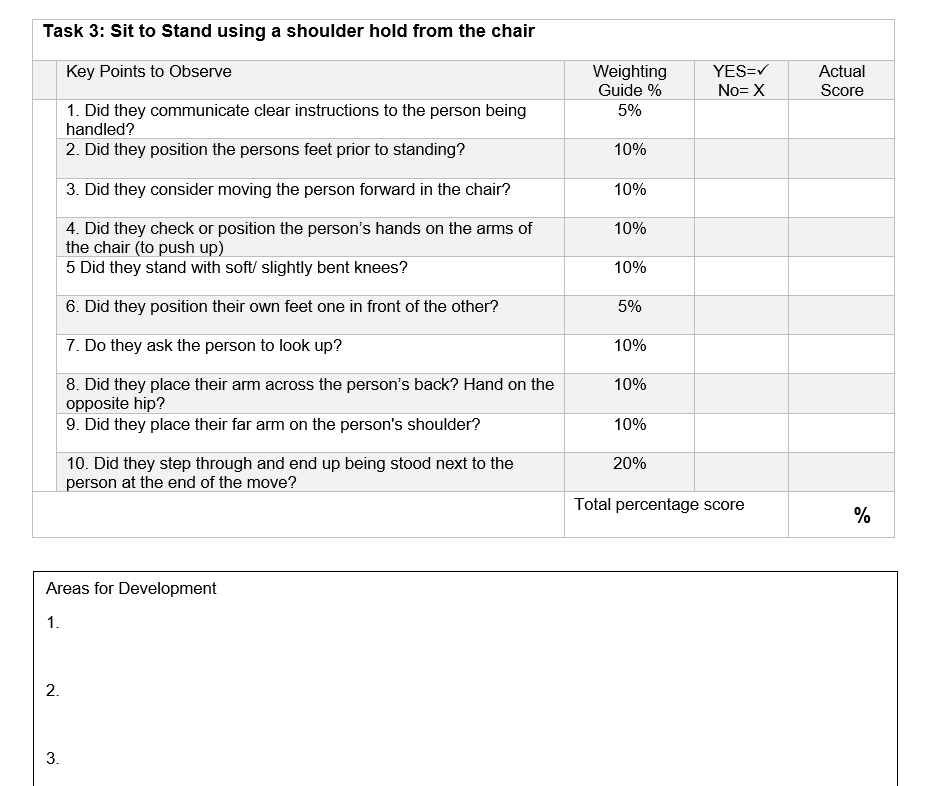 Task 3: Sit to Stand using a shoulder hold from the chair
Key Points to Observe
Weighting
Guide %
YES=✓
No= X
Actual
Score
1. Did they communicate clear instructions to the person being
handled?
5%
2. Did they position the persons feet prior to standing?
10%
3. Did they consider moving the person forward in the chair?
10%
4. Did they check or position the person’s hands on the arms of
the chair (to push up)
10%
5 Did they stand with soft/ slightly bent knees?
10%
6. Did they position their own feet one in front of the other?
5%
7. Do they ask the person to look up?
10%
8. Did they place their arm across the person’s back? Hand on the
opposite hip?
10%
9. Did they place their far arm on the person's shoulder?
10%
10. Did they step through and end up being stood next to the
person at the end of the move?
20%
Total percentage score
%
Areas for Development
1.
2.
3.